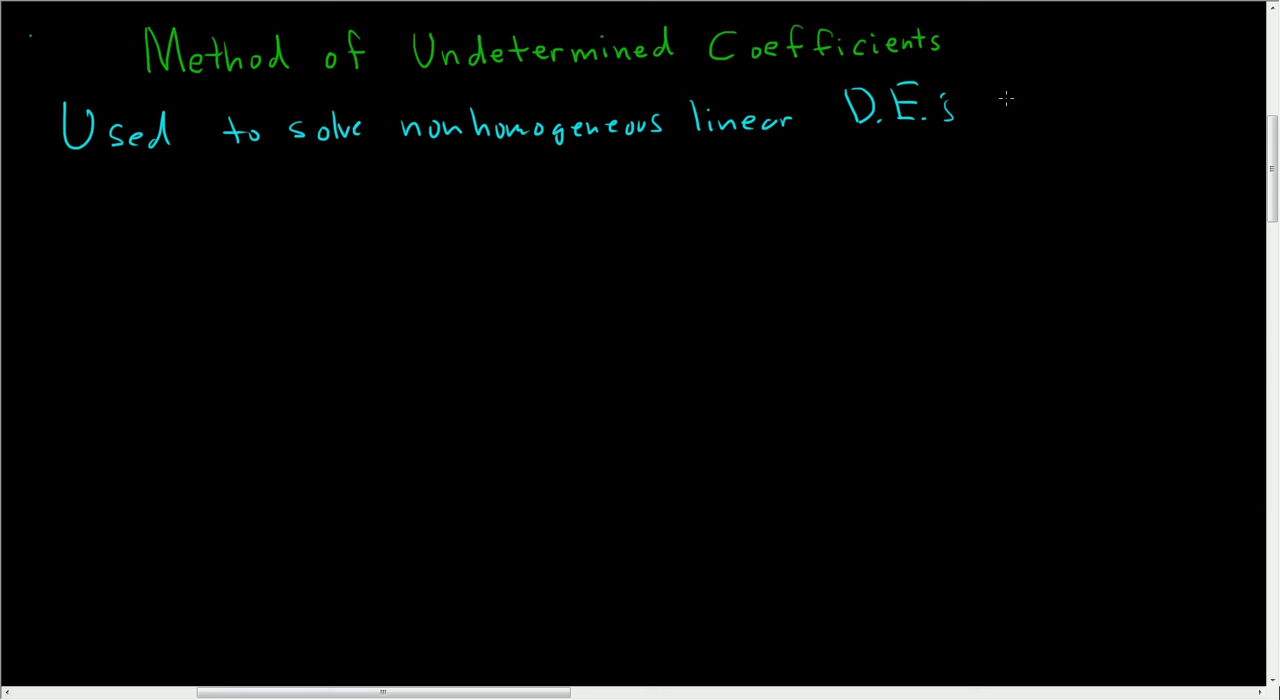 Method of Undetermined Coefficients
Used to solve nonhomogeneous linear D.E.'s